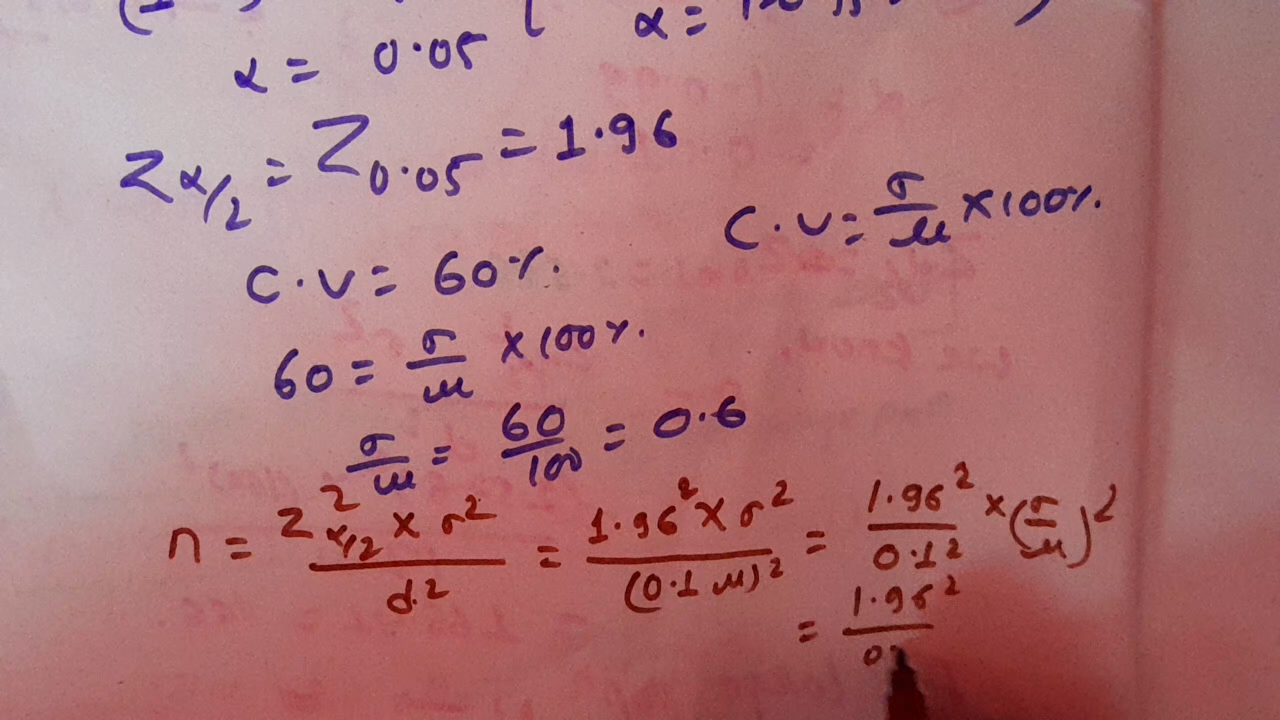 α = 0.05
Zα/2 = Z0.05 = 1.96
C.V = σ/μ × 100%.
C.V = 60%.
60 = σ/μ × 100%.
σ/μ = 60/100 = 0.6
n = Z²α/2 × σ² / d² = 1.96² × σ² / (0.1 μ)² = 1.96² / 0.1² × (σ/μ)²
= 1.96² / 0